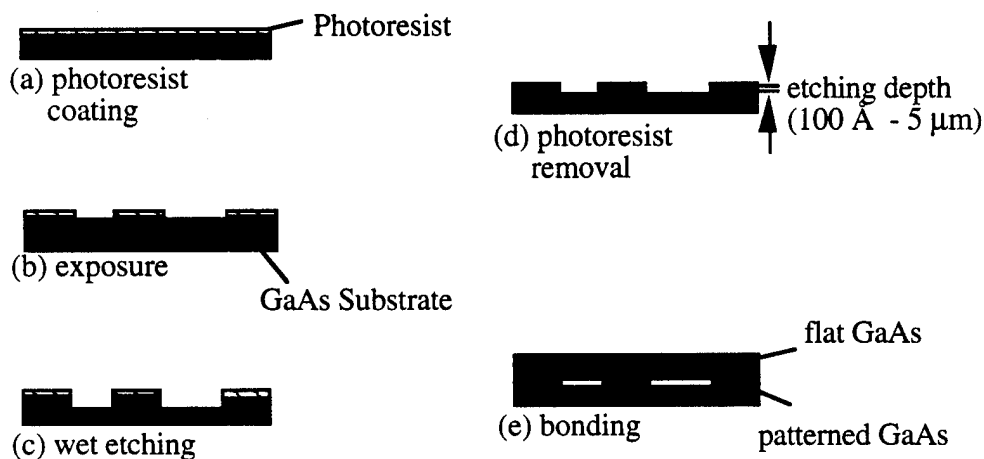 Photoresist
(a) photoresist
coating
(b) exposure
GaAs Substrate
(c) wet etching
etching depth
(100 Å - 5 μm)
(d) photoresist
removal
flat GaAs
(e) bonding
patterned GaAs